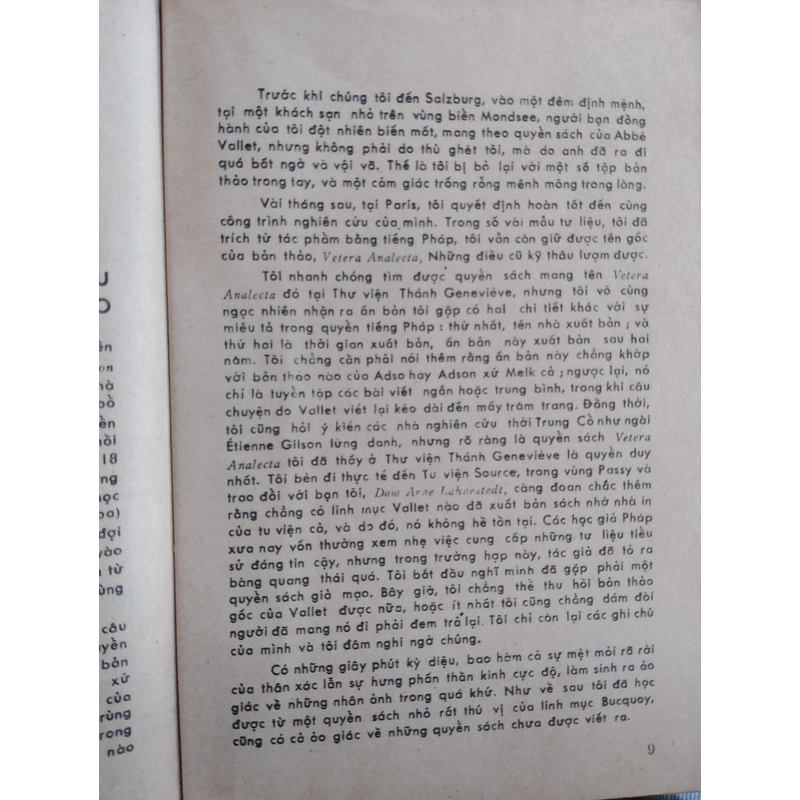 U
O
ên
on
hà
bồ
ền
hồi
18
ng
học
oa)
đại
vào
n từ
ùng
câu
uyền
bản
xứ
của
rùng
rong
nào
Trước khi chúng tôi đến Salzburg, vào một đêm định mệnh,
tại một khách sạn nhỏ trên vùng biển Mondsee, người bạn đồng
hành của tôi đột nhiên biến mất, mang theo quyển sách của Abbé
Vallet, nhưng không phải do thù ghét tôi, mà do anh đã ra đi
quá bất ngờ và vội vã. Thế là tôi bị bỏ lại với một số tập bản
thảo trong tay, và một cảm giác trống rỗng mênh mông trong lòng.
Vài tháng sau, tại Paris, tôi quyết định hoàn tất đến cùng
công trình nghiên cứu của mình. Trong số vài mẩu tư liệu, tôi đã
trích từ tác phẩm bằng tiếng Pháp, tôi vẫn còn giữ được tên gốc
của bản thảo, Vetera Analecta, Những điều cũ kỹ thâu lượm được.
Tôi nhanh chóng tìm được quyển sách mang tên Vetera
Analecta đó tại Thư viện Thánh Geneviève, nhưng tôi vô cùng
ngạc nhiên nhận ra ấn bản tôi gặp có hai chi tiết khác với sự
miêu tả trong quyển tiếng Pháp : thứ nhất, tên nhà xuất bản ; và
thứ hai là thời gian xuất bản, ấn bản này xuất bản sau hai
năm. Tôi chẳng cần phải nói thêm rằng ấn bản này chẳng khớp
với bản thảo nào của Adso hay Adson xứ Melk cả ; ngược lại, nó
chỉ là tuyển tập các bài viết ngắn hoặc trung bình, trong khi câu
chuyện do Vallet viết lại kéo dài đến mấy trăm trang. Đồng thời,
tôi cũng hỏi ý kiến các nhà nghiên cứu thời Trung Cổ như ngài
Étienne Gilson lừng danh, nhưng rõ ràng là quyển sách Vetera
Analecta tôi đã thấy ở Thư viện Thánh Geneviève là quyển duy
nhất. Tôi bèn đi thực tế đến Tu viện Source, trong vùng Passy và
trao đổi với bạn tôi, Dom Arne Lahnestedt, càng đoan chắc thêm
rằng chẳng có linh mục Vallet nào đã xuất bản sách nhờ nhà in
của tu viện cả, và do đó, nó không hề tồn tại. Các học giả Pháp
xưa nay vốn thường xem nhẹ việc cung cấp những tư liệu tiểu
sử đáng tin cậy, nhưng trong trường hợp này, tác giả đã tỏ ra
bàng quang thái quá. Tôi bắt đầu nghĩ mình đã gặp phải một
quyển sách giả mạo. Bây giờ, tôi chẳng thể thu hồi bản thảo
gốc của Vallet được nữa, hoặc ít nhất tôi cũng chẳng dám đòi
người đã mang nó đi phải đem trả lại. Tôi chỉ còn lại các ghi chú
của mình và tôi đâm nghi ngờ chúng.
Có những giây phút kỳ diệu, bao hàm cả sự mệt mỏi rã rời
của thân xác lẫn sự hưng phấn thần kinh cực độ, làm sinh ra ảo
giác về những nhân ảnh trong quá khứ. Như về sau tôi đã học
được từ một quyển sách nhỏ rất thú vị của linh mục Bucquoy,
cũng có cả ảo giác về những quyển sách chưa được viết ra.
9